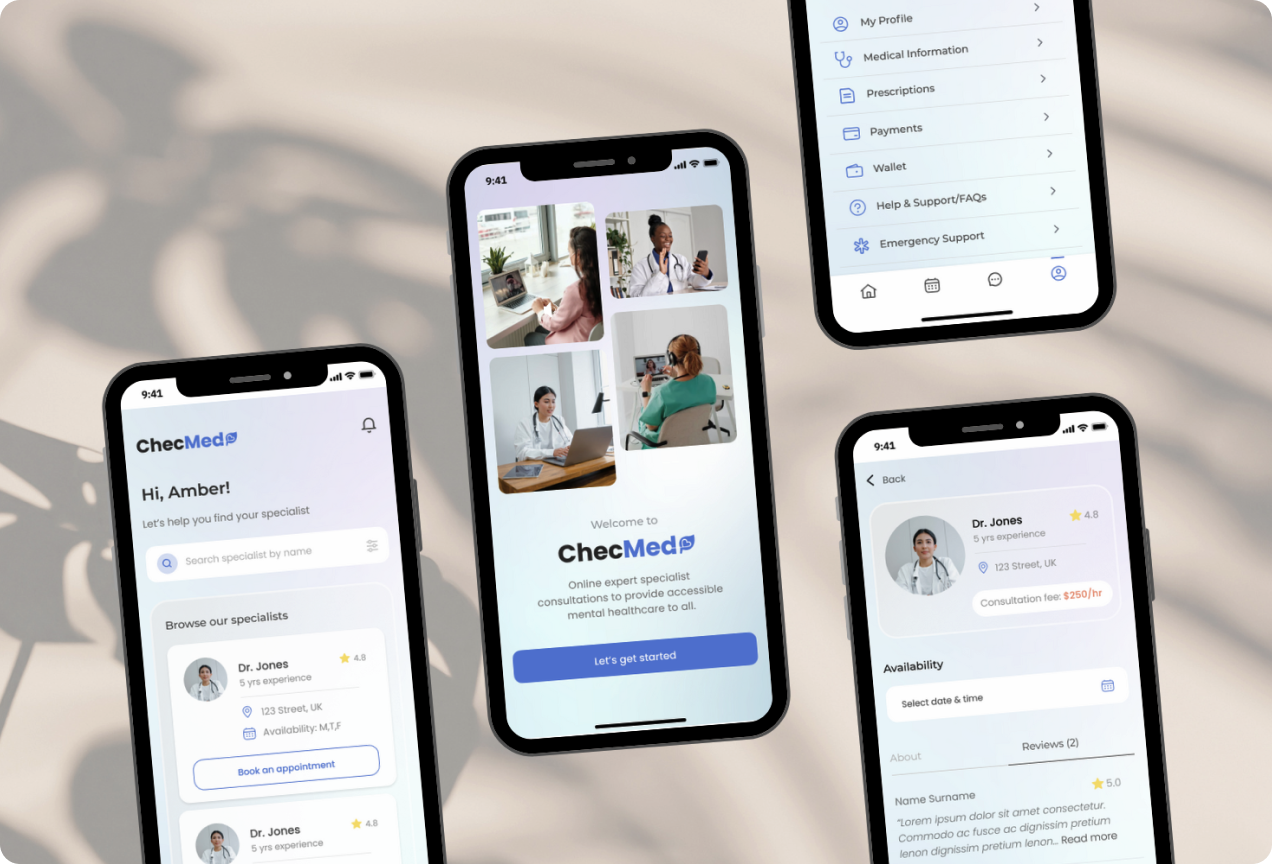 My Profile
Medical Information
Prescriptions
Payments
Wallet
Help & Support/FAQs
Emergency Support
9:41
Welcome to
ChecMed
Online expert specialist
consultations to provide accessible
mental healthcare to all.
Let's get started
9:41
ChecMed
Hi, Amber!
Let's help you find your specialist
Search specialist by name
Browse our specialists
Dr. Jones
4.8
5 yrs experience
123 Street, UK
Availability: M,T,F
Book an appointment
Dr. Jones
4.8
5 yrs experience
9:41
Back
Dr. Jones
4.8
5 yrs experience
123 Street, UK
Consultation fee: $250/hr
Availability
Select date & time
About
Reviews (2)
Name Surname
5.0
"Lorem ipsum dolor sit amet consectetur.
Commodo ac fusce ac dignissim pretium
lenon dignissim pretium lenon... Read more